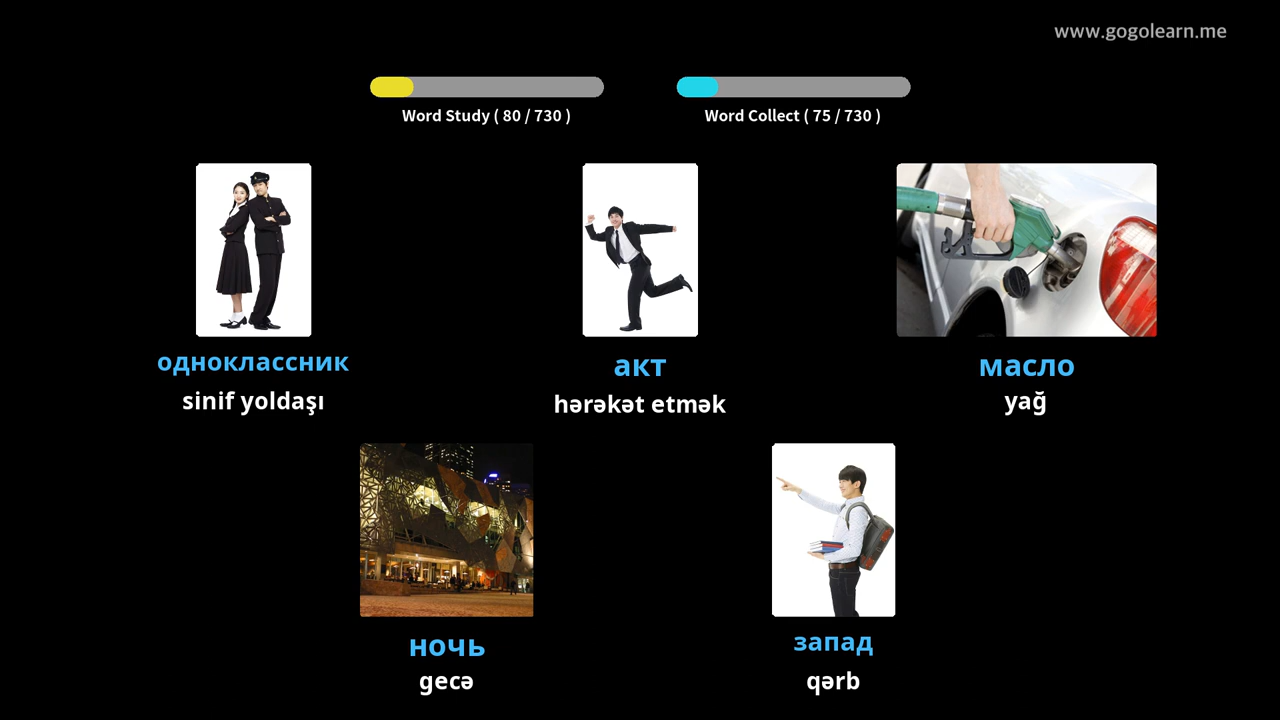 www.gogolearn.me
Word Study ( 80 / 730 )
Word Collect ( 75 / 730 )
одноклассник
sinif yoldaşı
акт
hərəkət etmək
масло
yağ
ночь
gecə
запад
qərb